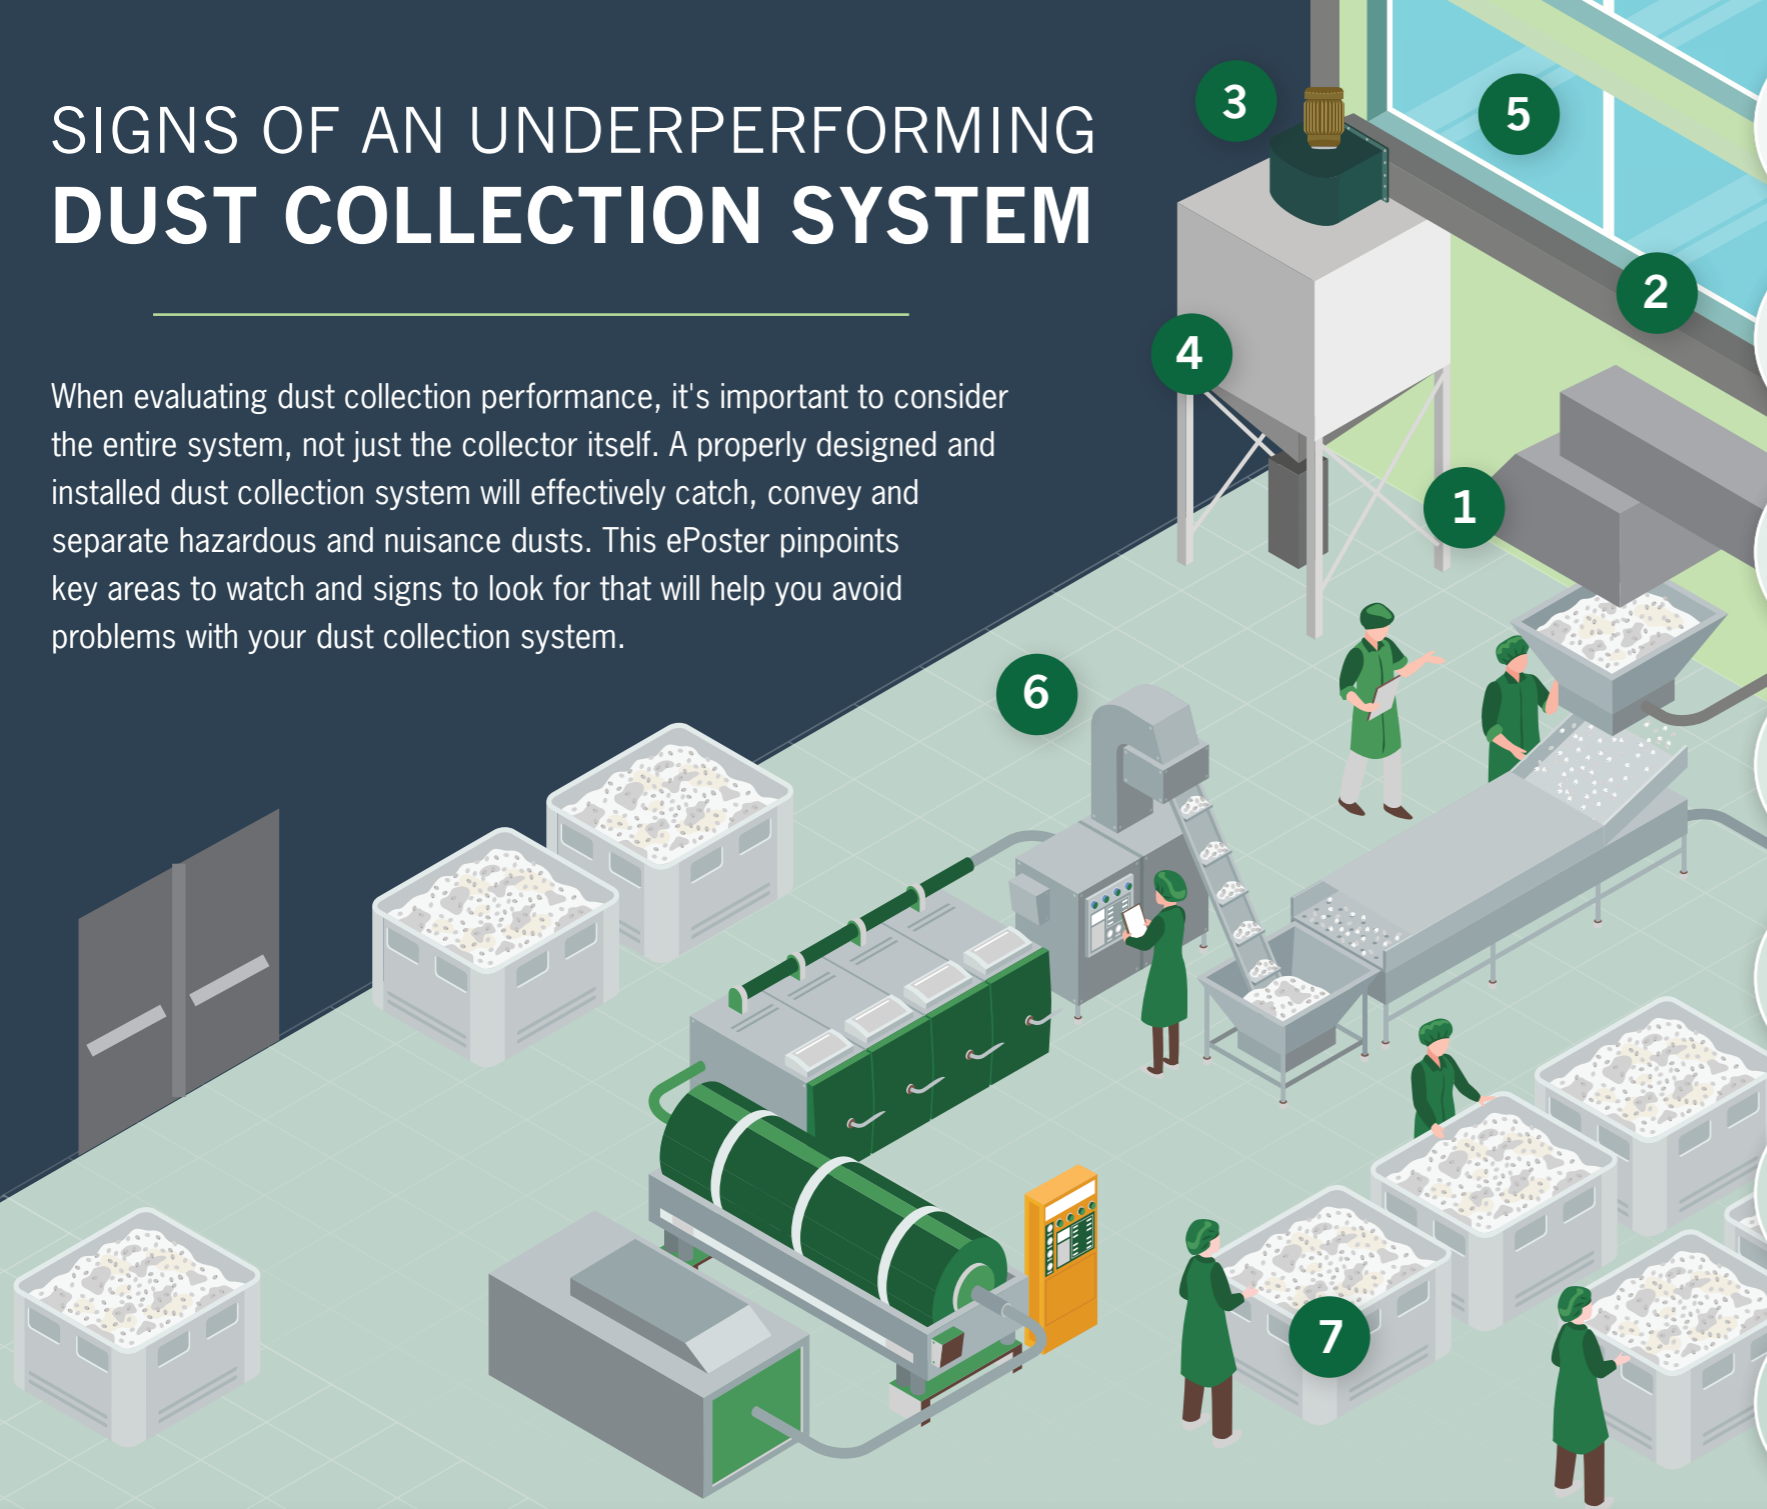 SIGNS OF AN UNDERPERFORMING
DUST COLLECTION SYSTEM
When evaluating dust collection performance, it's important to consider
the entire system, not just the collector itself. A properly designed and
installed dust collection system will effectively catch, convey and
separate hazardous and nuisance dusts. This ePoster pinpoints
key areas to watch and signs to look for that will help you avoid
problems with your dust collection system.
3
5
2
4
1
6
7